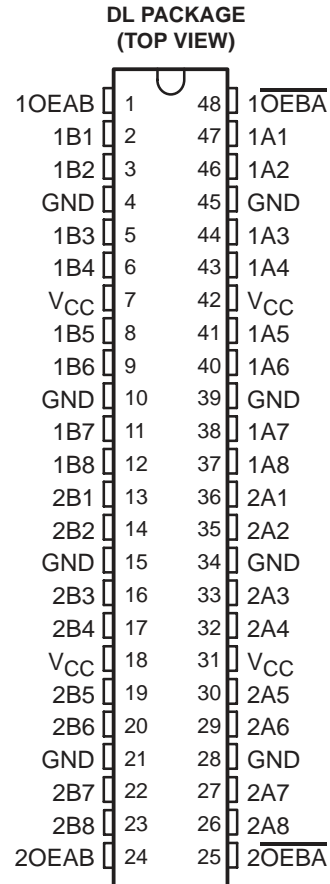 DL PACKAGE
(TOP VIEW)
1OEAB 1 48 1OEBA
1B1 2 47 1A1
1B2 3 46 1A2
GND 4 45 GND
1B3 5 44 1A3
1B4 6 43 1A4
VCC 7 42 VCC
1B5 8 41 1A5
1B6 9 40 1A6
GND 10 39 GND
1B7 11 38 1A7
1B8 12 37 1A8
2B1 13 36 2A1
2B2 14 35 2A2
GND 15 34 GND
2B3 16 33 2A3
2B4 17 32 2A4
VCC 18 31 VCC
2B5 19 30 2A5
2B6 20 29 2A6
GND 21 28 GND
2B7 22 27 2A7
2B8 23 26 2A8
2OEAB 24 25 2OEBA